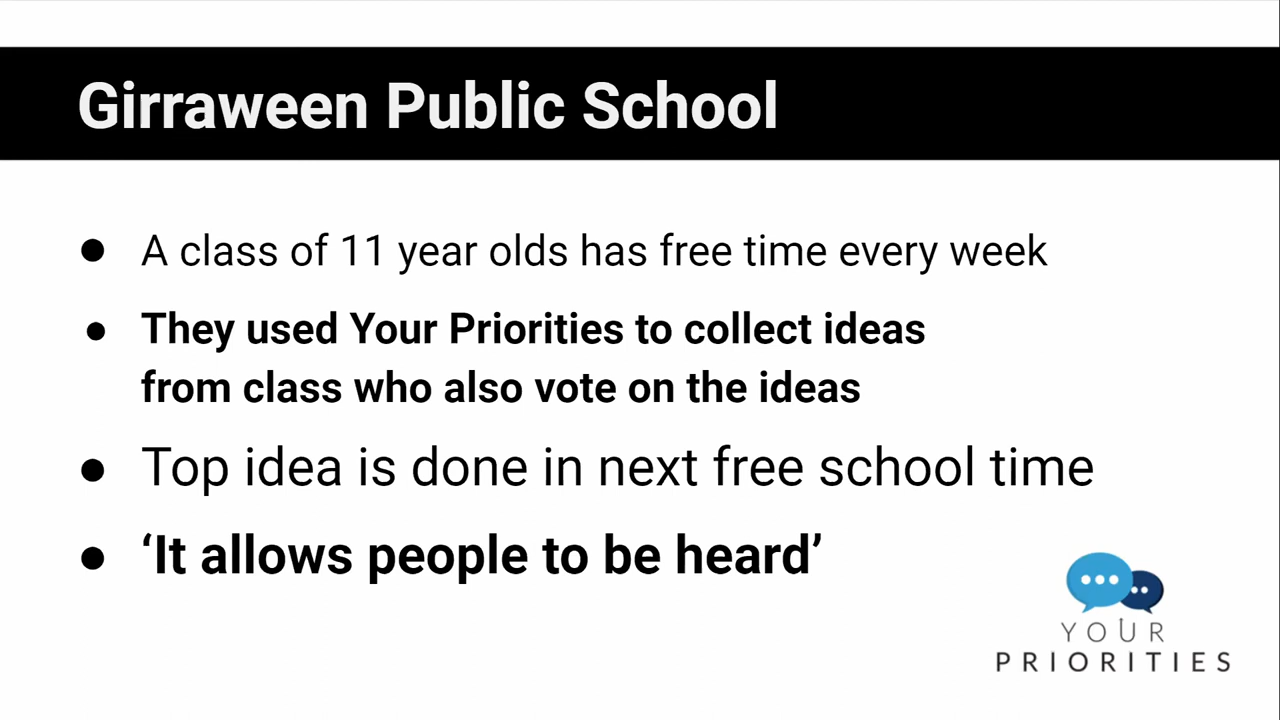 Girraween Public School
● A class of 11 year olds has free time every week
● They used Your Priorities to collect ideas
from class who also vote on the ideas
● Top idea is done in next free school time
● ‘It allows people to be heard’
YOUR
PRIORITIES